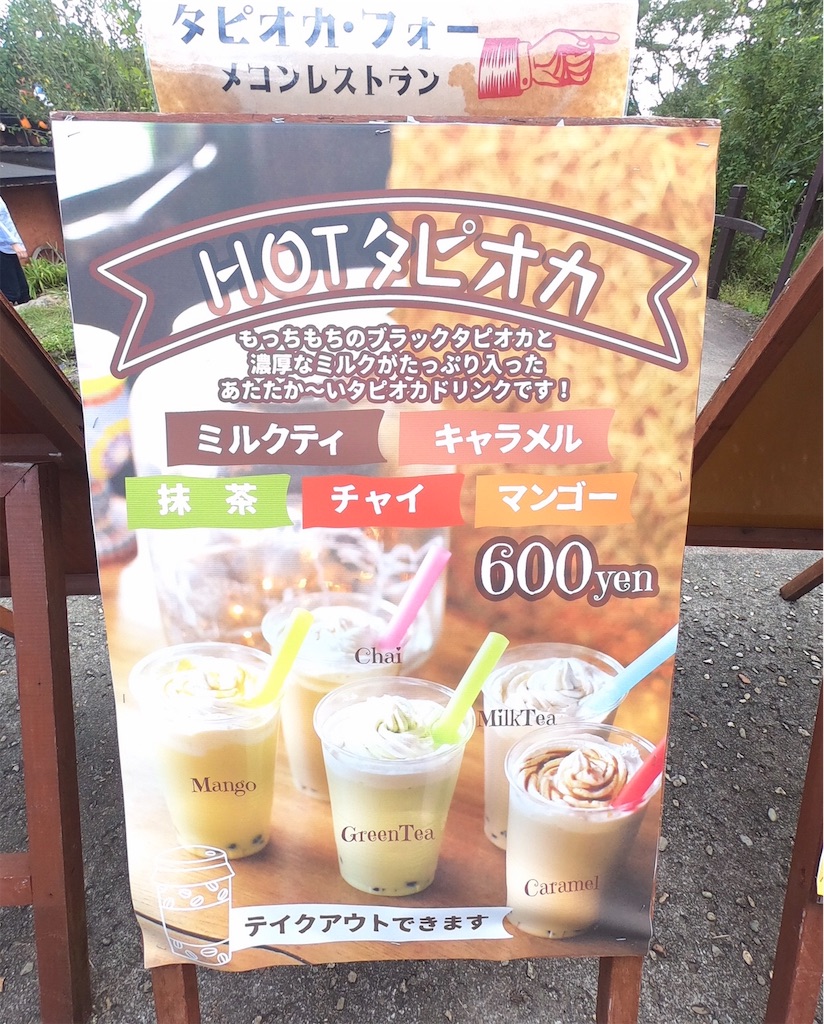 タピオカ・フォー
メコンレストラン
HOTタピオカ
もっちもちのブラックタピオカと
濃厚なミルクがたっぷり入った
あたたか〜いタピオカドリンクです！
ミルクティ
キャラメル
抹茶
チャイ
マンゴー
600yen
Chai
MilkTea
Mango
GreenTea
Caramel
テイクアウトできます